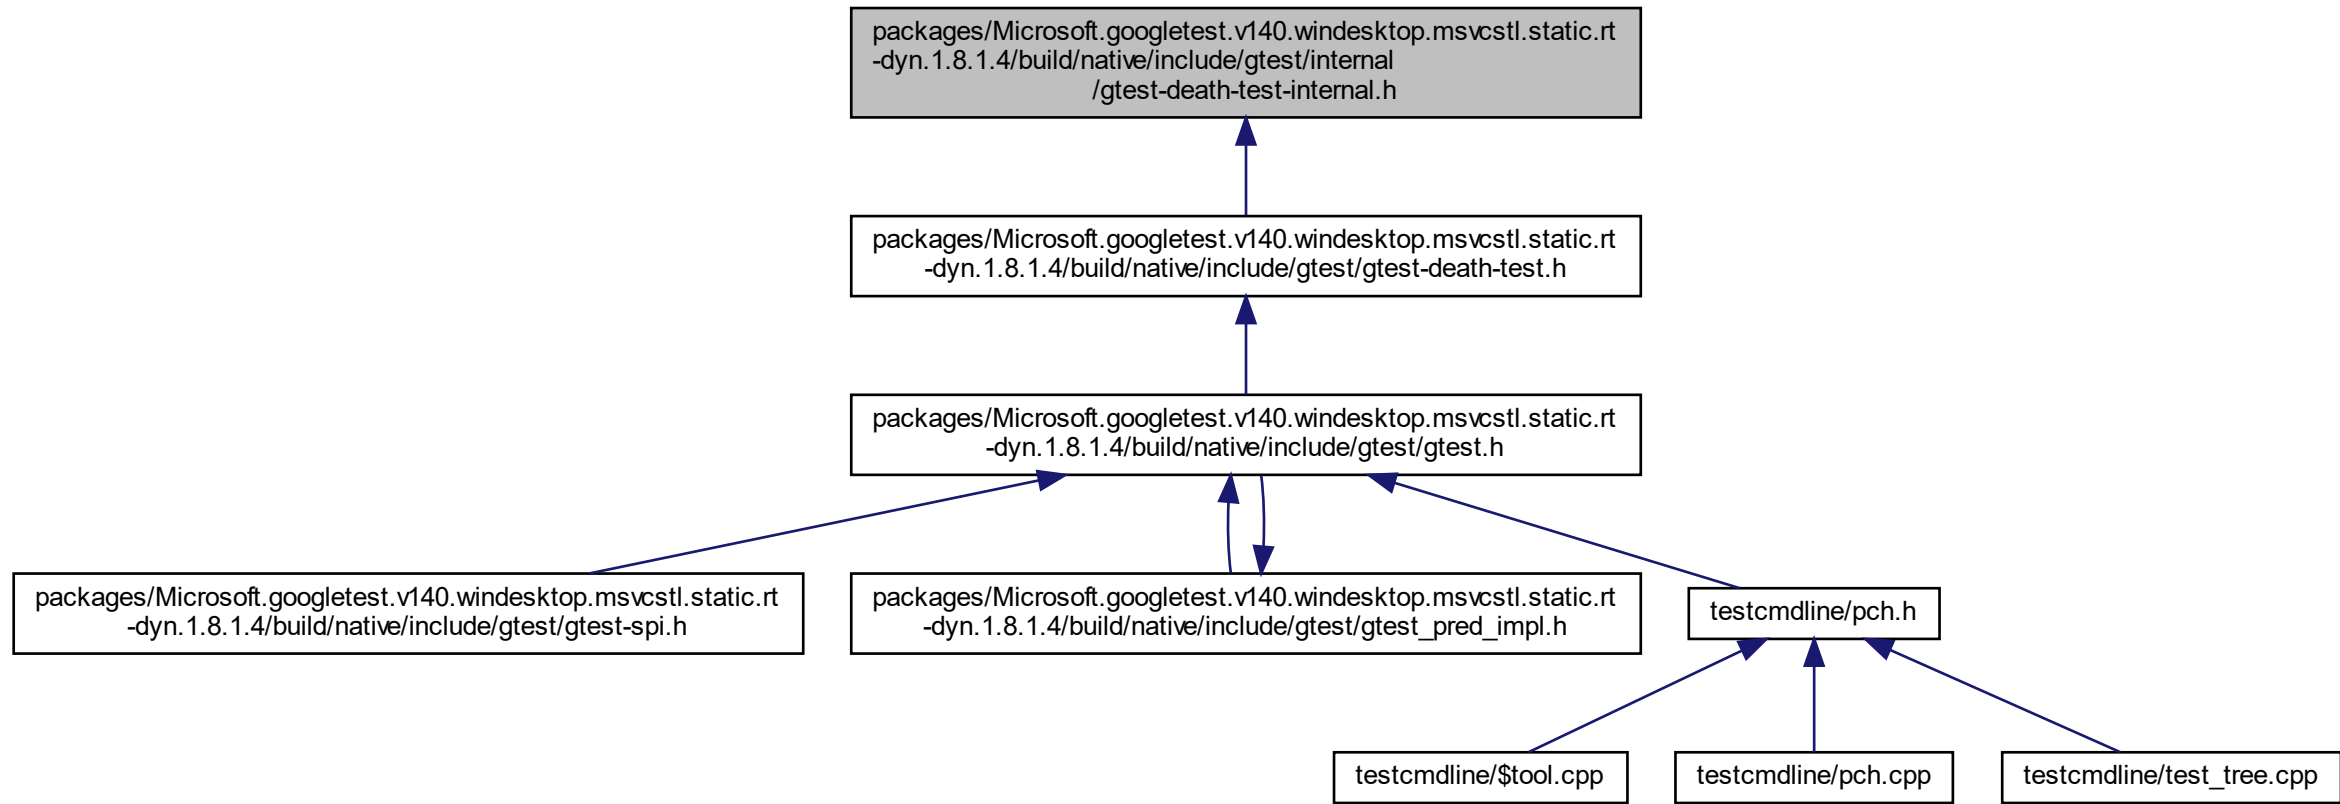 packages/Microsoft.googletest.v140.windesktop.msvcstl.static.rt
-dyn.1.8.1.4/build/native/include/gtest/internal
/gtest-death-test-internal.h
packages/Microsoft.googletest.v140.windesktop.msvcstl.static.rt
-dyn.1.8.1.4/build/native/include/gtest/gtest-death-test.h
packages/Microsoft.googletest.v140.windesktop.msvcstl.static.rt
-dyn.1.8.1.4/build/native/include/gtest/gtest.h
packages/Microsoft.googletest.v140.windesktop.msvcstl.static.rt
-dyn.1.8.1.4/build/native/include/gtest/gtest-spi.h
packages/Microsoft.googletest.v140.windesktop.msvcstl.static.rt
-dyn.1.8.1.4/build/native/include/gtest/gtest_pred_impl.h
testcmdline/pch.h
testcmdline/$tool.cpp
testcmdline/pch.cpp
testcmdline/test_tree.cpp